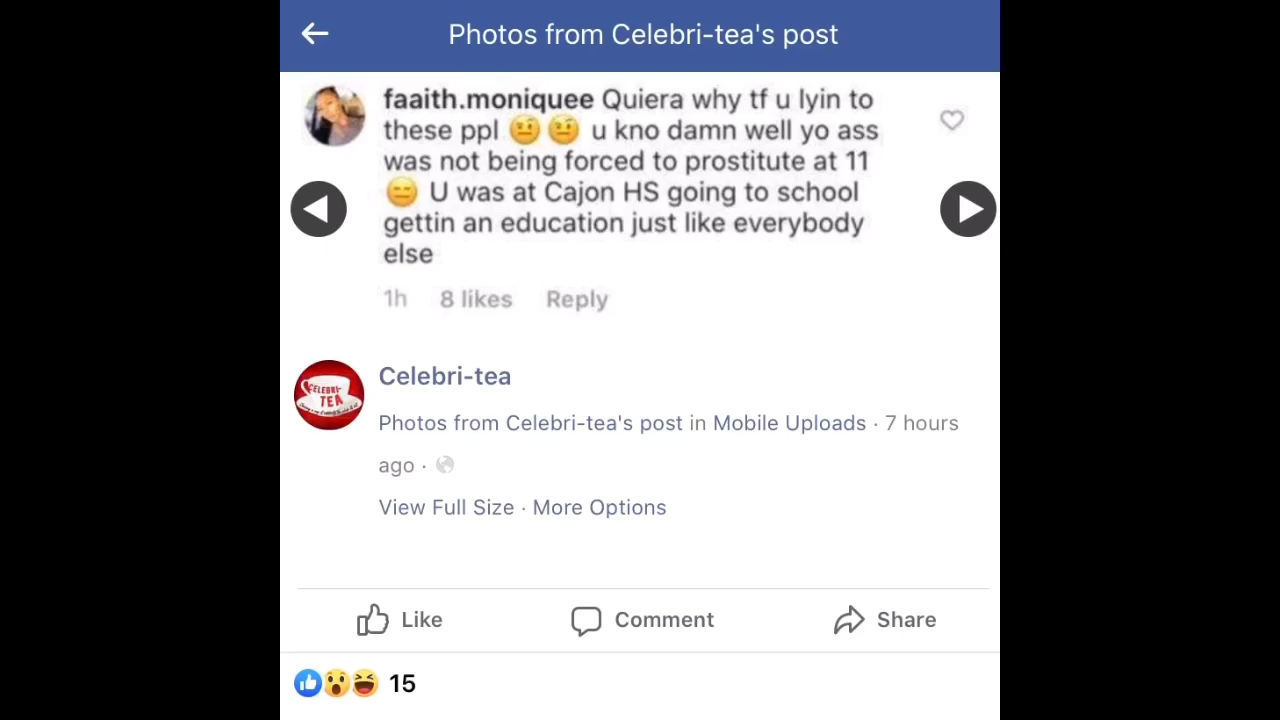 Photos from Celebri-tea's post
faaith.moniquee Quiera why tf u lyin to
these ppl 🤨🤨 u kno damn well yo ass
was not being forced to prostitute at 11
😑 U was at Cajon HS going to school
gettin an education just like everybody
else
1h 8 likes Reply
CELEBRI-
TEA
Celebri-tea
Photos from Celebri-tea's post in Mobile Uploads · 7 hours
ago ·
View Full Size · More Options
Like Comment Share
15